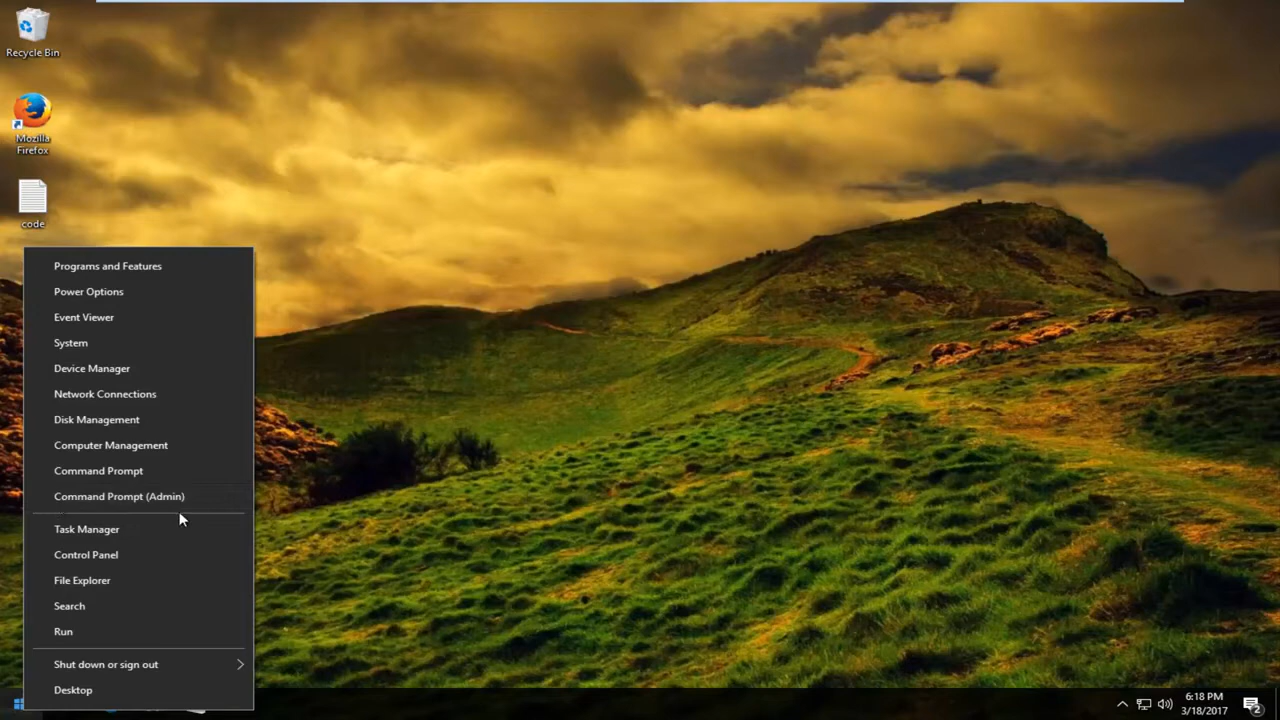 Recycle Bin
Mozilla
Firefox
code
Programs and Features
Power Options
Event Viewer
System
Device Manager
Network Connections
Disk Management
Computer Management
Command Prompt
Command Prompt (Admin)
Task Manager
Control Panel
File Explorer
Search
Run
Shut down or sign out
Desktop
6:18 PM
3/18/2017
2